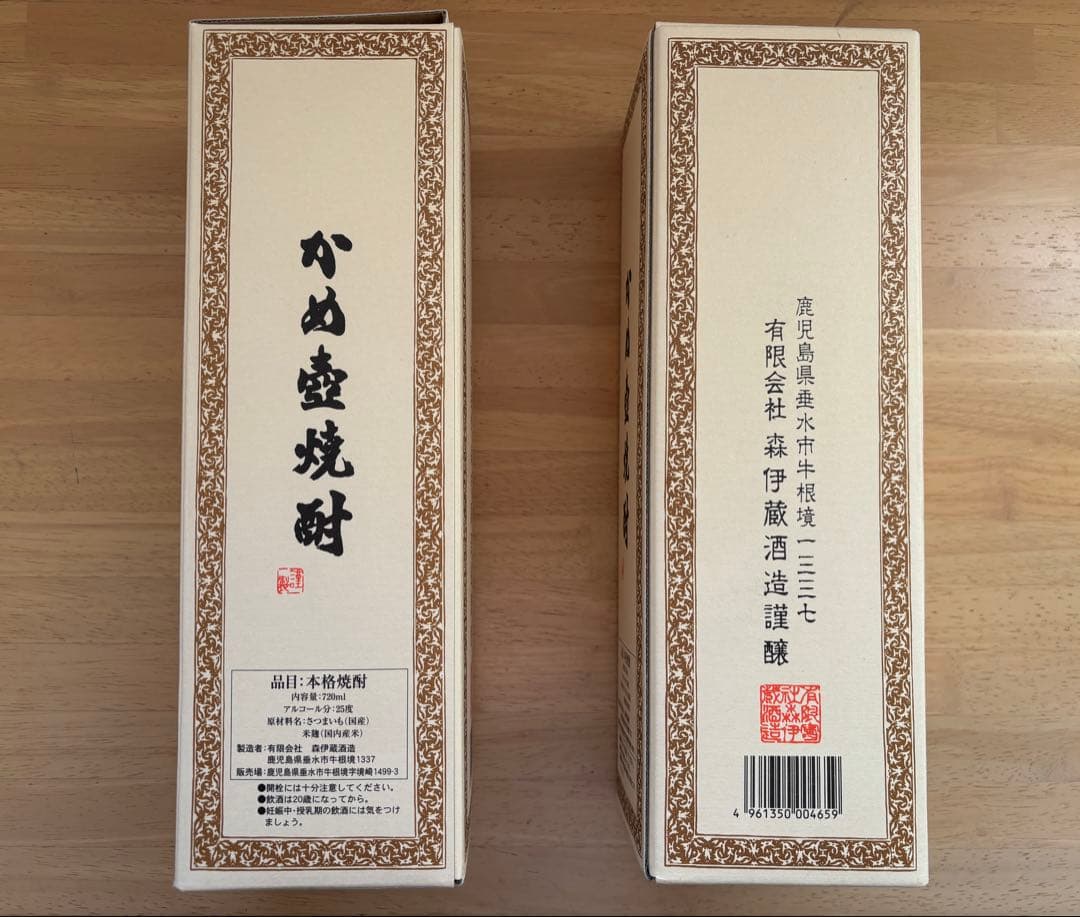 かめ壺焼酎
謹製
品目:本格焼酎
内容量:720ml
アルコール分:25度
原材料名:さつまいも(国産)
米麹(国内産米)
製造者:有限会社 森伊蔵酒造
鹿児島県垂水市牛根境1337
販売場:鹿児島県垂水市牛根境字境崎1499-3
●開栓には十分注意してください。
●飲酒は20歳になってから。
●妊娠中・授乳期の飲酒には気をつけ
ましょう。
かめ壺焼酎
鹿児島県垂水市牛根境一三三七
有限会社 森伊蔵酒造謹醸
4 961350 004659